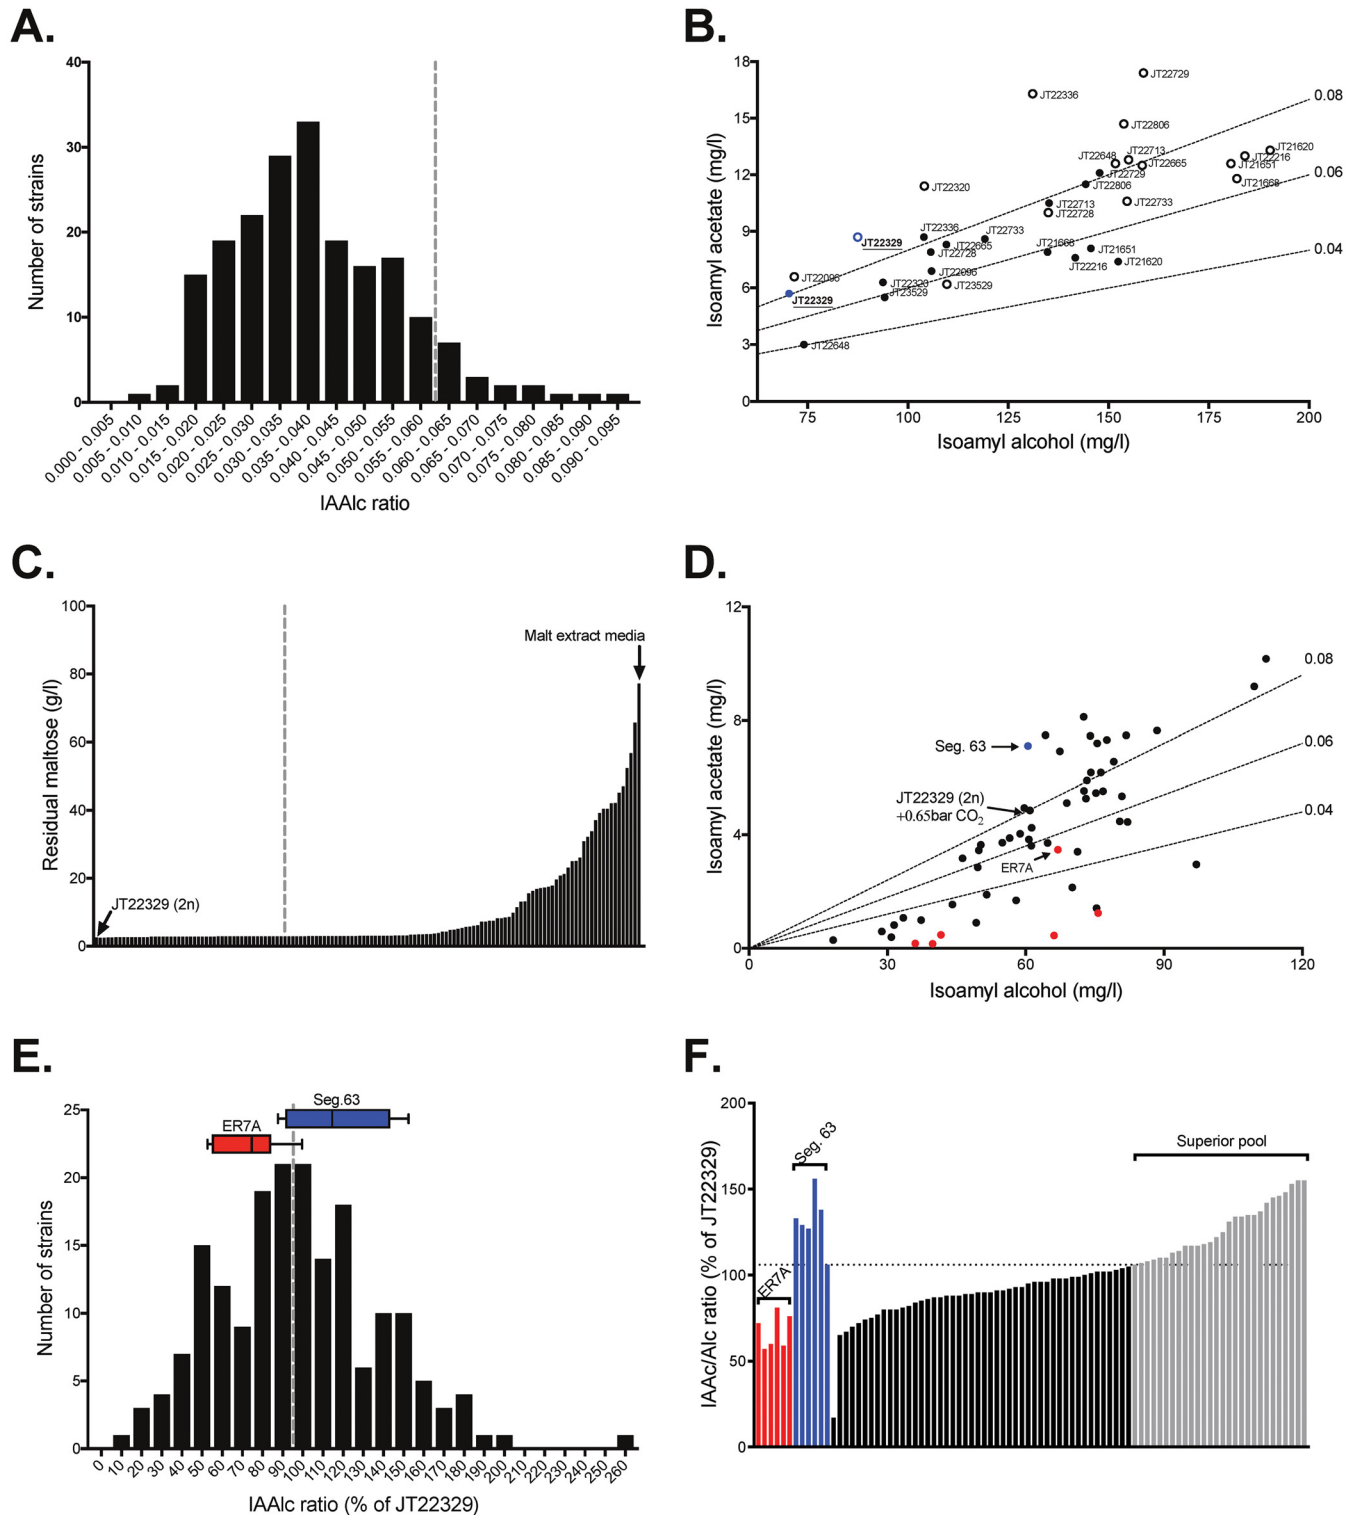 A.
40
30
20
10
0
Number of strains
0.000 - 0.005
0.005 - 0.010
0.010 - 0.015
0.015 - 0.020
0.020 - 0.025
0.025 - 0.030
0.030 - 0.035
0.035 - 0.040
0.040 - 0.045
0.045 - 0.050
0.050 - 0.055
0.055 - 0.060
0.060 - 0.065
0.065 - 0.070
0.070 - 0.075
0.075 - 0.080
0.080 - 0.085
0.085 - 0.090
0.090 - 0.095
IAAlc ratio
B.
18
15
12
9
6
3
0
Isoamyl acetate (mg/l)
JT22729
JT22336
0.08
JT22806
JT22713
JT22648
JT22665
JT21620
JT22216
JT21651
JT22729
0.06
JT22806
JT21668
JT22320
JT22733
JT22713
JT22728
JT22336
JT22733
JT22329
JT22665
JT21668
JT21651
0.04
JT22728
JT22216
JT21620
JT22096
JT22096
JT22320
JT23529
JT23529
JT22329
JT22648
75
100
125
150
175
200
Isoamyl alcohol (mg/l)
C.
100
80
60
40
20
0
Residual maltose (g/l)
Malt extract media
JT22329 (2n)
D.
12
8
4
0
Isoamyl acetate (mg/l)
0.08
0.06
0.04
Seg. 63
JT22329 (2n)
+0.65bar CO₂
ER7A
0
30
60
90
120
Isoamyl alcohol (mg/l)
E.
25
20
15
10
5
0
Number of strains
Seg.63
ER7A
0
10
20
30
40
50
60
70
80
90
100
110
120
130
140
150
160
170
180
190
200
210
220
230
240
250
260
IAAlc ratio (% of JT22329)
F.
200
150
100
50
0
IAAc/Alc ratio (% of JT22329)
ER7A
Seg. 63
Superior pool